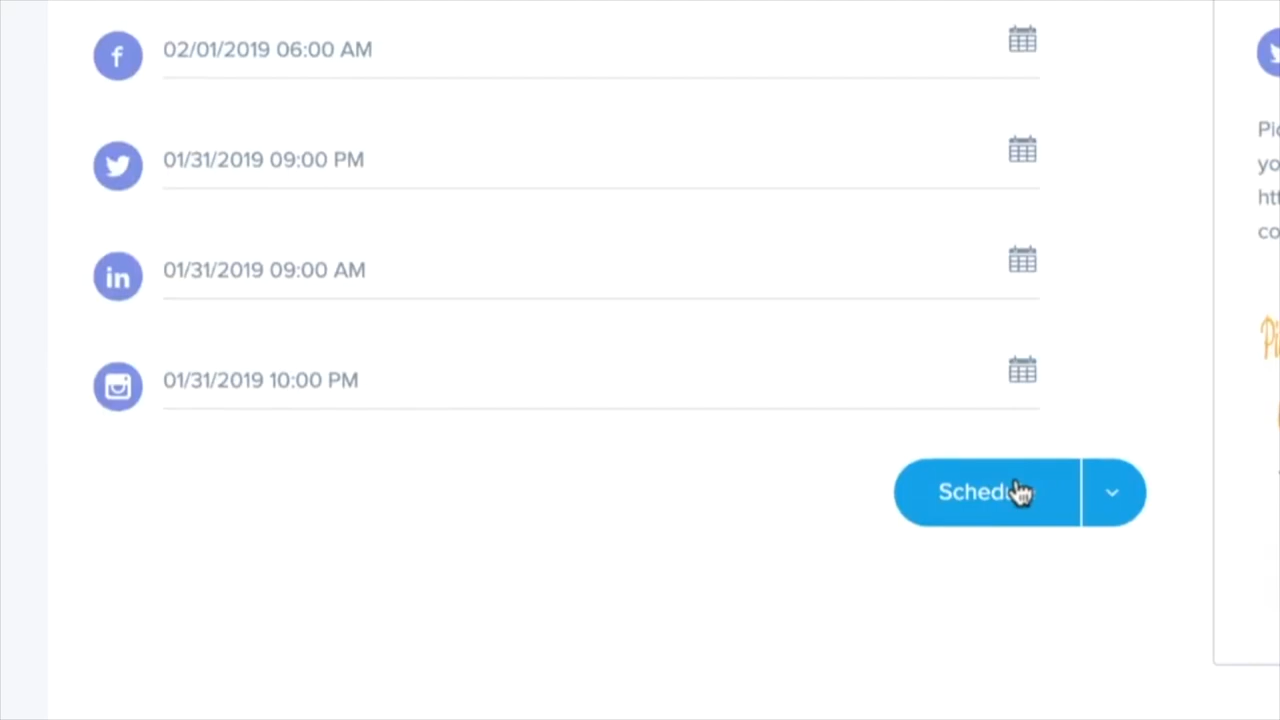 f 02/01/2019 06:00 AM
01/31/2019 09:00 PM
in 01/31/2019 09:00 AM
01/31/2019 10:00 PM